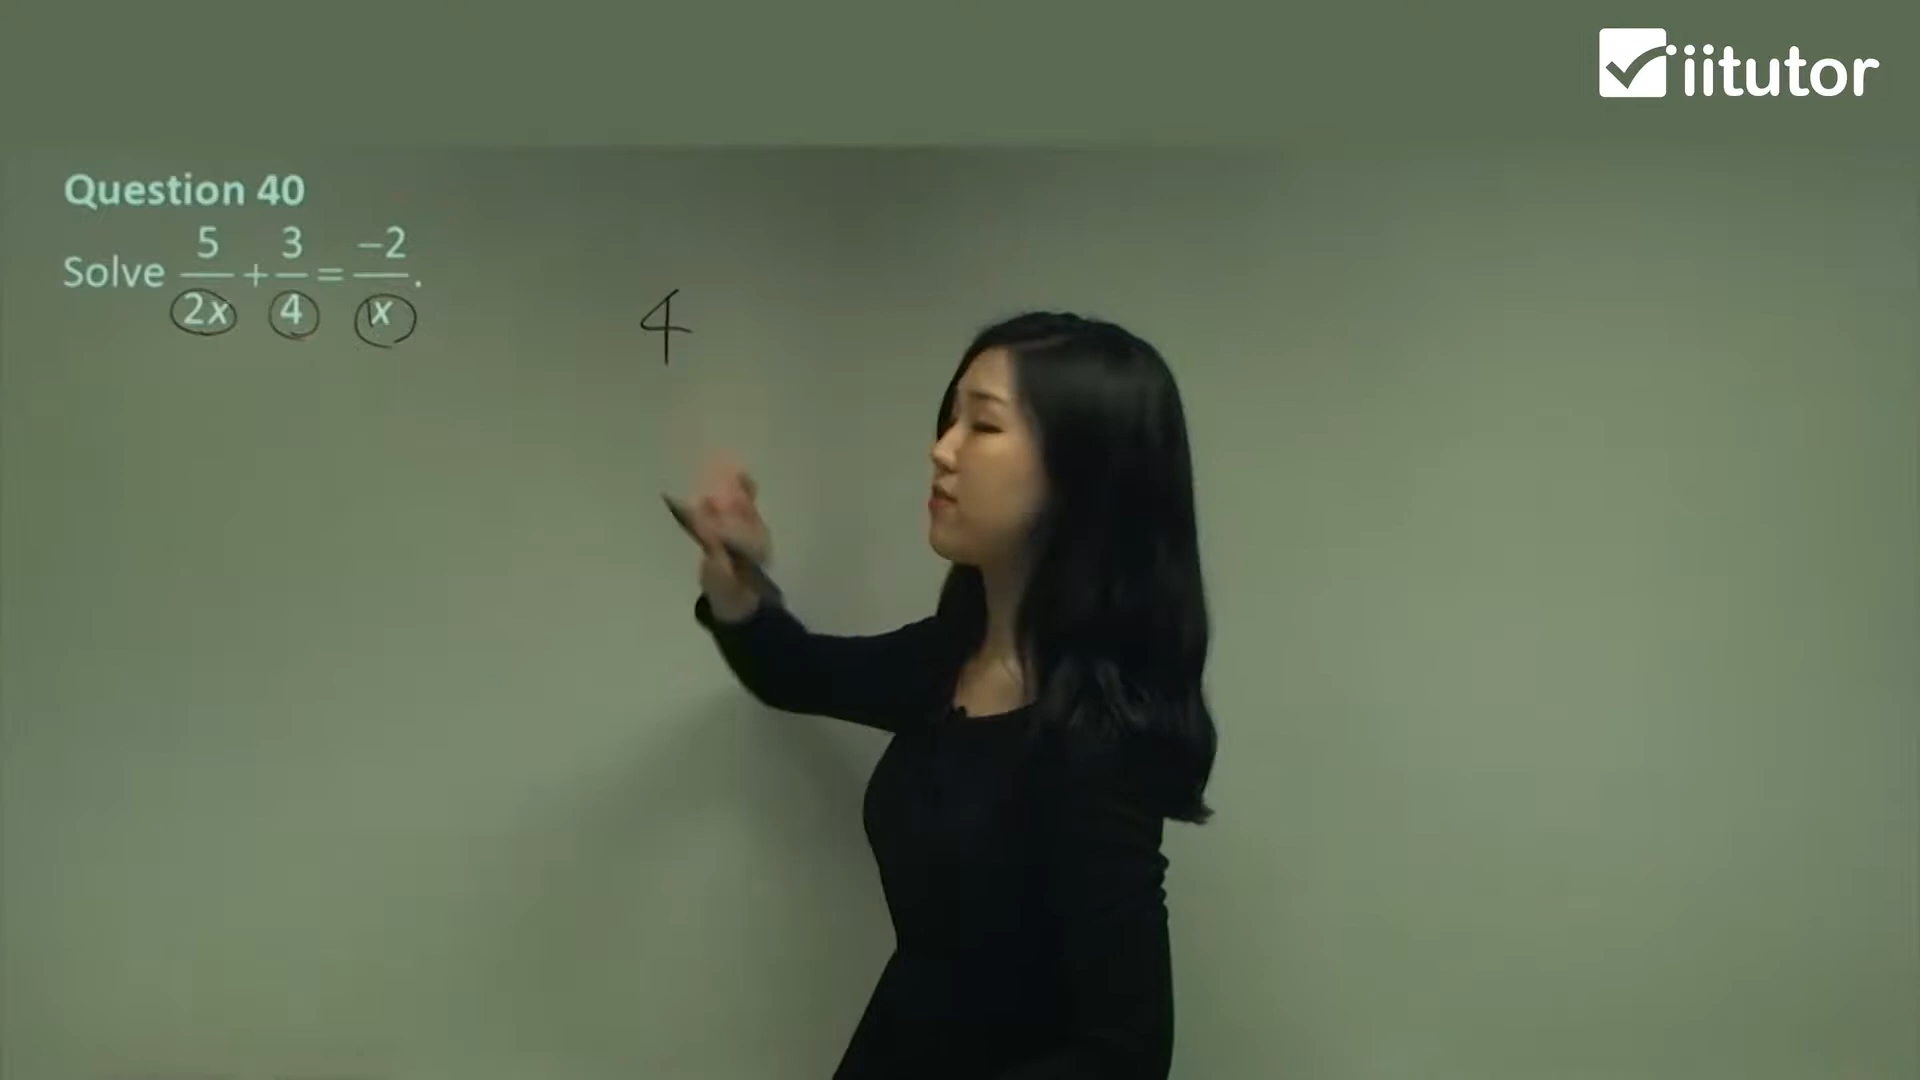 iitutor
Question 40
Solve 5/2x + 3/4 = -2/x.
4